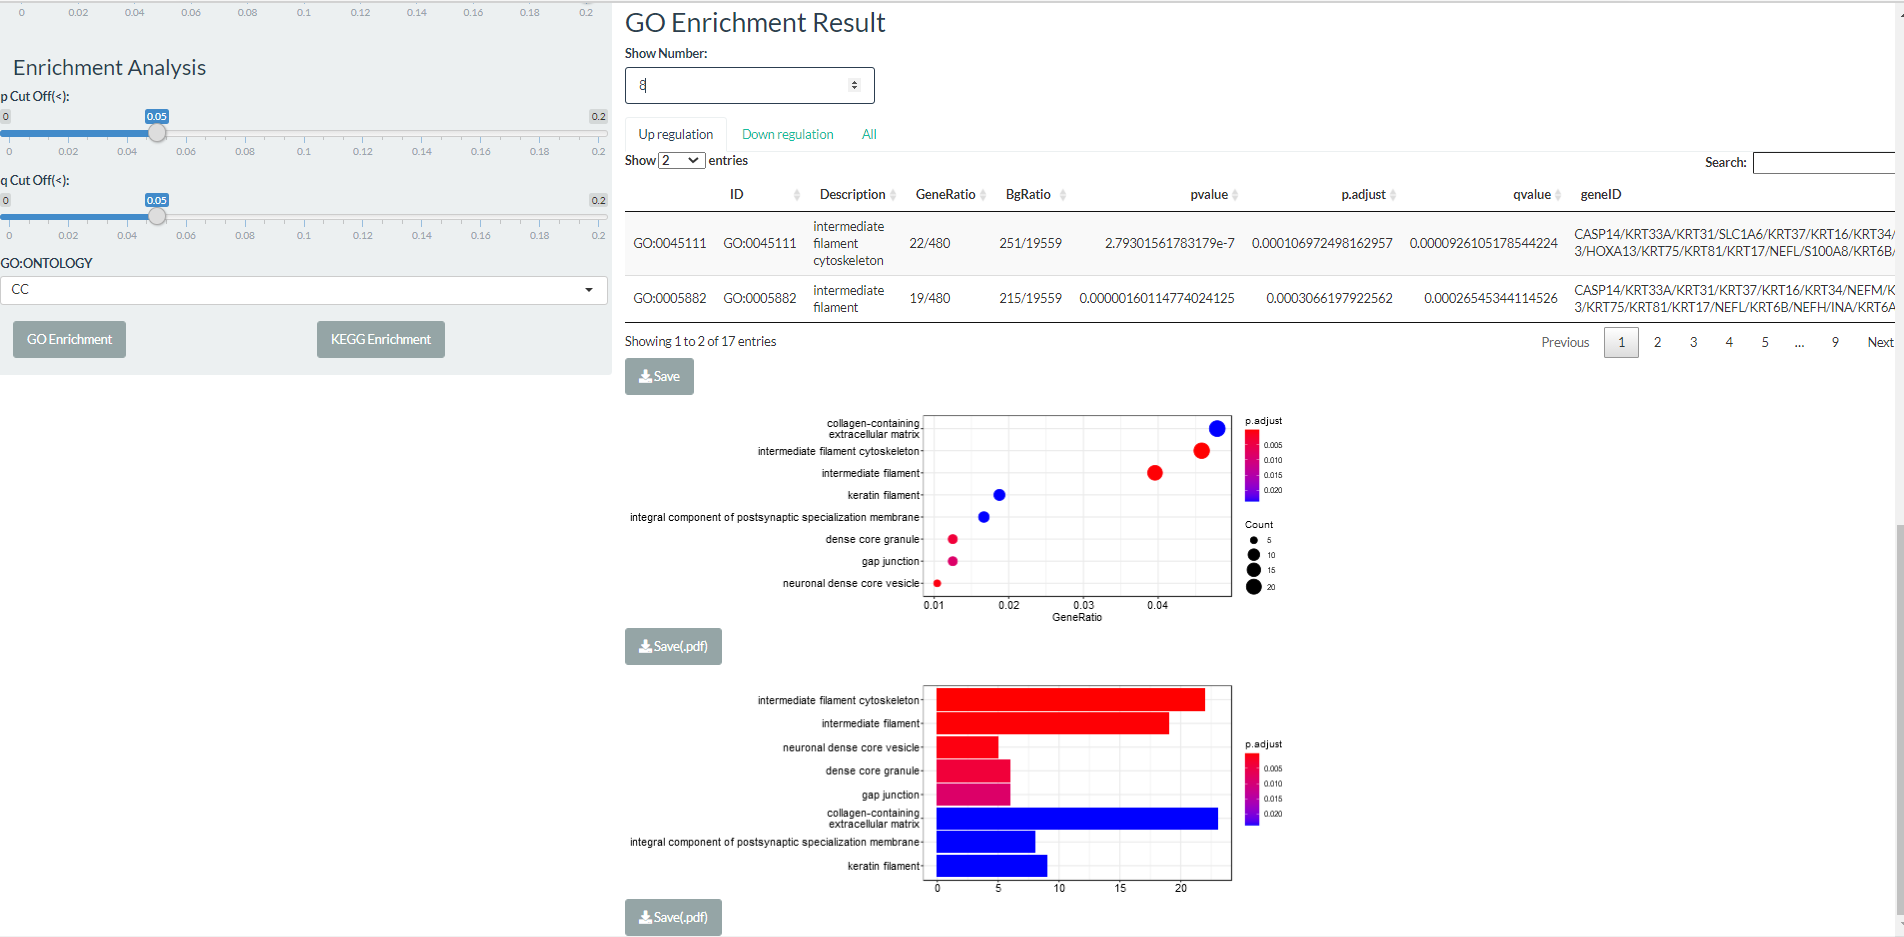 0 0.02 0.04 0.06 0.08 0.1 0.12 0.14 0.16 0.18 0.2
Enrichment Analysis
p Cut Off(<):
0 0.05 0.2
0 0.02 0.04 0.06 0.08 0.1 0.12 0.14 0.16 0.18 0.2
q Cut Off(<):
0 0.05 0.2
0 0.02 0.04 0.06 0.08 0.1 0.12 0.14 0.16 0.18 0.2
GO:ONTOLOGY
CC
GO Enrichment KEGG Enrichment
GO Enrichment Result
Show Number:
8
Up regulation Down regulation All
Show 2 entries
Search:
ID Description GeneRatio BgRatio pvalue p.adjust qvalue geneID
GO:0045111 GO:0045111 intermediate filament cytoskeleton 22/480 251/19559 2.79301561783179e-7 0.000106972498162957 0.0000926105178544224 CASP14/KRT33A/KRT31/SLC1A6/KRT37/KRT16/KRT34/
3/HOXA13/KRT75/KRT81/KRT17/NEFL/S100A8/KRT6B/
GO:0005882 GO:0005882 intermediate filament 19/480 215/19559 0.00000160114774024125 0.0003066197922562 0.00026545344114526 CASP14/KRT33A/KRT31/KRT37/KRT16/KRT34/NEFM/K
3/KRT75/KRT81/KRT17/NEFL/KRT6B/NEFH/INA/KRT6A
Showing 1 to 2 of 17 entries
Previous 1 2 3 4 5 … 9 Next
Save
collagen-containing
extracellular matrix
intermediate filament cytoskeleton
intermediate filament
keratin filament
integral component of postsynaptic specialization membrane
dense core granule
gap junction
neuronal dense core vesicle
0.01 0.02 0.03 0.04
GeneRatio
p.adjust
0.005
0.010
0.015
0.020
Count
5
10
15
20
Save(.pdf)
intermediate filament cytoskeleton
intermediate filament
neuronal dense core vesicle
dense core granule
gap junction
collagen-containing
extracellular matrix
integral component of postsynaptic specialization membrane
keratin filament
0 5 10 15 20
p.adjust
0.005
0.010
0.015
0.020
Save(.pdf)